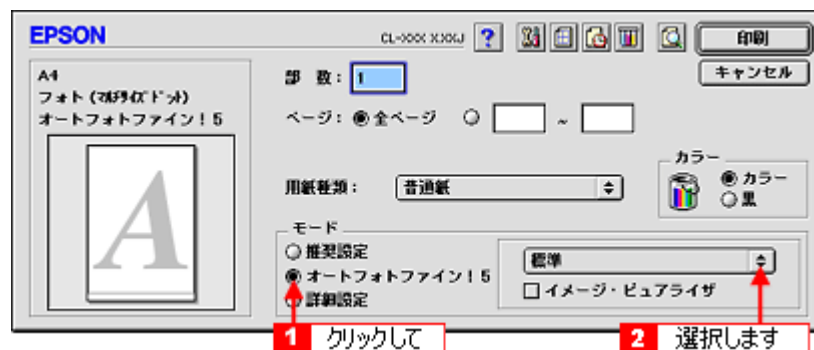 EPSON
CL-XXX X.XXJ
?
印刷
キャンセル
A4
フォト (マルチサイズドット)
オートフォトファイン!5
A
部 数: 1
ページ: 全ページ
~
用紙種類: 普通紙
カラー
カラー
黒
モード
推奨設定
オートフォトファイン!5
詳細設定
標準
イメージ・ピュアライザ
1 クリックして
2 選択します